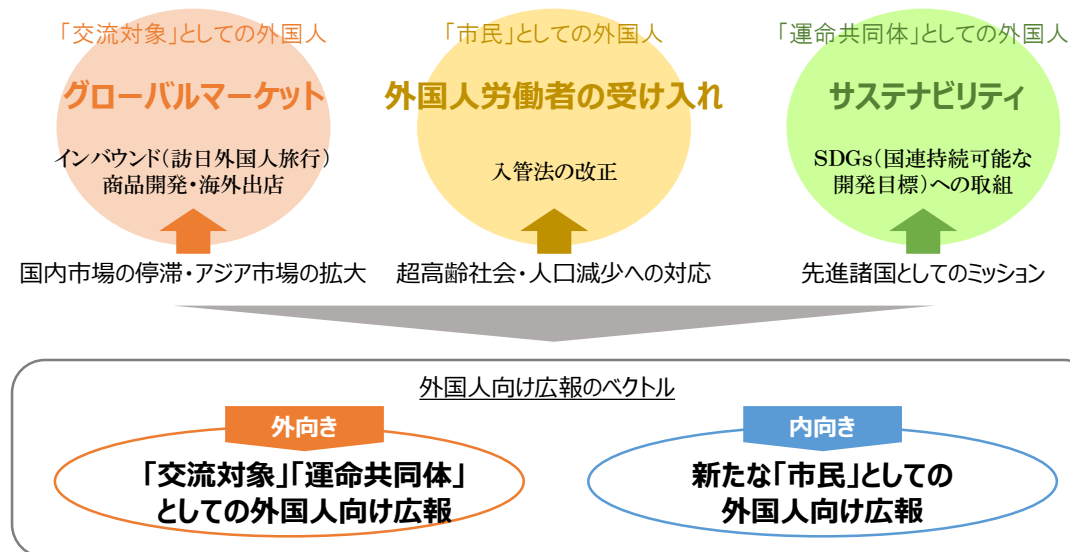 「交流対象」としての外国人
グローバルマーケット
インバウンド(訪日外国人旅行)
商品開発・海外出店
国内市場の停滞・アジア市場の拡大
「市民」としての外国人
外国人労働者の受け入れ
入管法の改正
超高齢社会・人口減少への対応
「運命共同体」としての外国人
サステナビリティ
SDGs(国連持続可能な
開発目標)への取組
先進諸国としてのミッション
外国人向け広報のベクトル
外向き
「交流対象」「運命共同体」
としての外国人向け広報
内向き
新たな「市民」としての
外国人向け広報